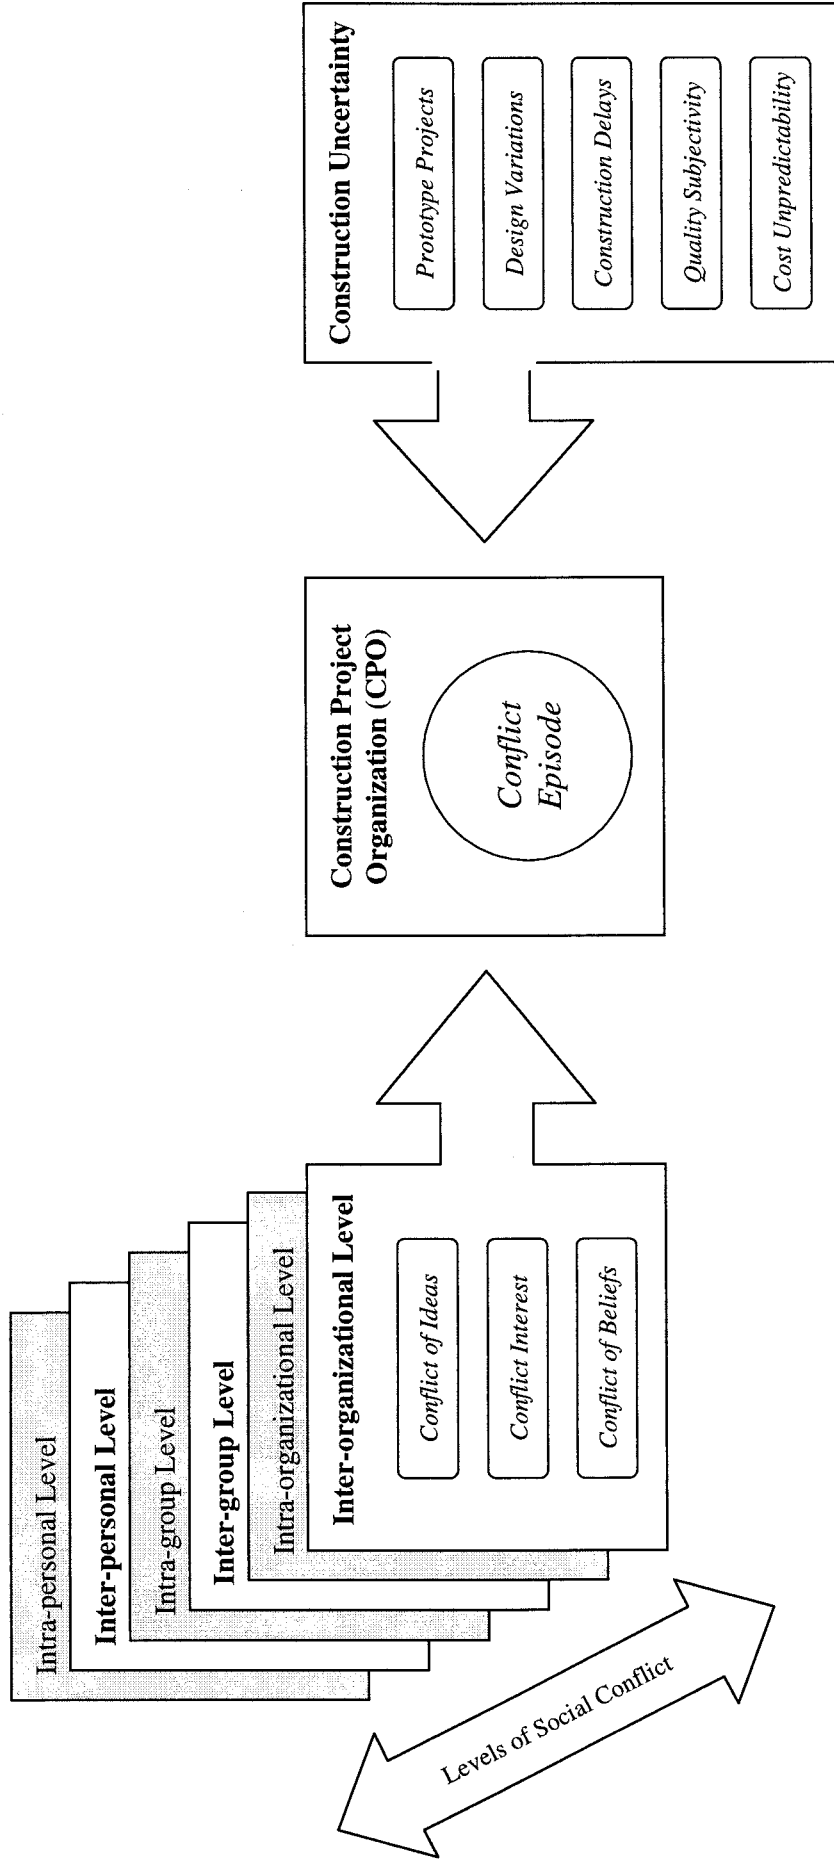 Intra-personal Level
Inter-personal Level
Intra-group Level
Inter-group Level
Intra-organizational Level
Inter-organizational Level
Conflict of Ideas
Conflict Interest
Conflict of Beliefs
Levels of Social Conflict
Construction Project
Organization (CPO)
Conflict
Episode
Construction Uncertainty
Prototype Projects
Design Variations
Construction Delays
Quality Subjectivity
Cost Unpredictability